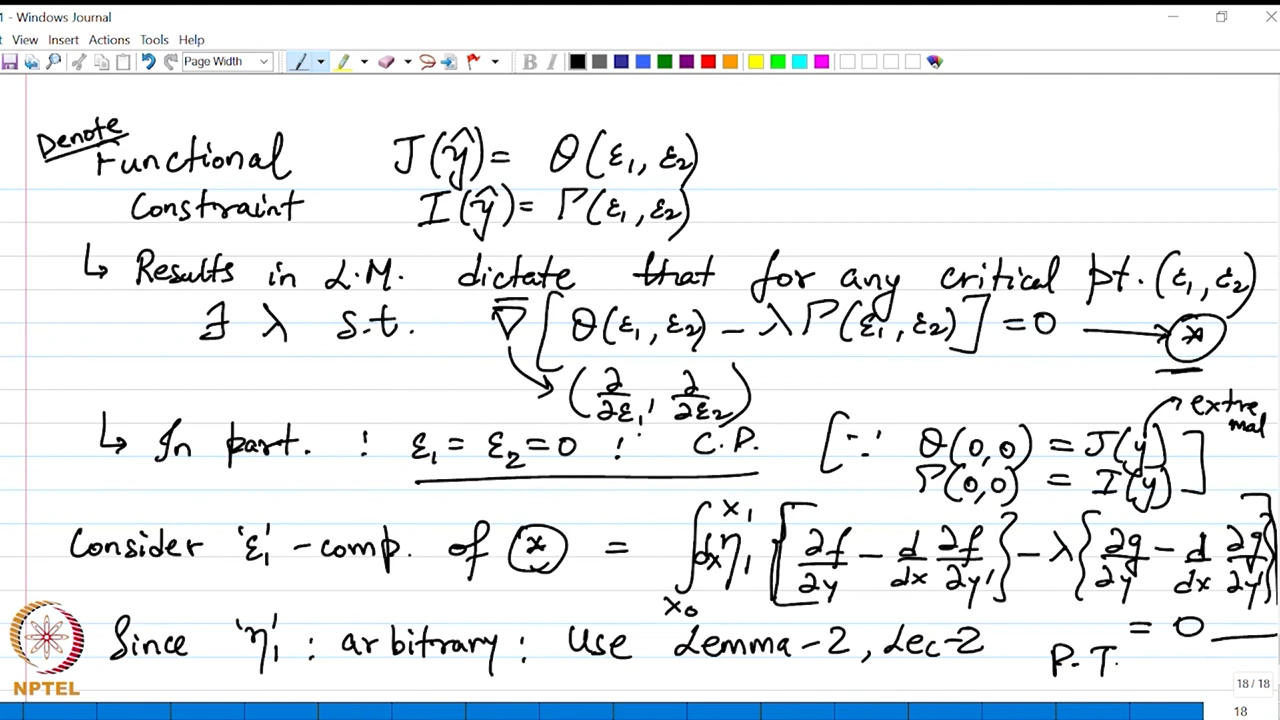 1 - Windows Journal
View Insert Actions Tools Help
Page Width
Denote
Functional J(ŷ) = Θ(ε₁, ε₂)
Constraint I(ŷ) = Γ(ε₁, ε₂)
↳ Results in L.M. dictate that for any critical pt. (ε₁, ε₂)
∃ λ s.t. ∇̄ [Θ(ε₁, ε₂) - λ Γ(ε₁, ε₂)] = 0 → (*)
(∂/∂ε₁, ∂/∂ε₂)
extre
mal
↳ In part. : ε₁ = ε₂ = 0 : C.P. [∵ Θ(0,0) = J(y)
Γ(0,0) = I(y)]
Consider 'ε₁' - comp. of (*) = ∫_{x₀}^{x₁} dx η₁ [{∂f/∂y - d/dx ∂f/∂y'} - λ{∂g/∂y - d/dx ∂g/∂y'}]
= 0
Since 'η₁' : arbitrary : Use Lemma-2, Lec-2
P.T.
NPTEL
18 / 18
18